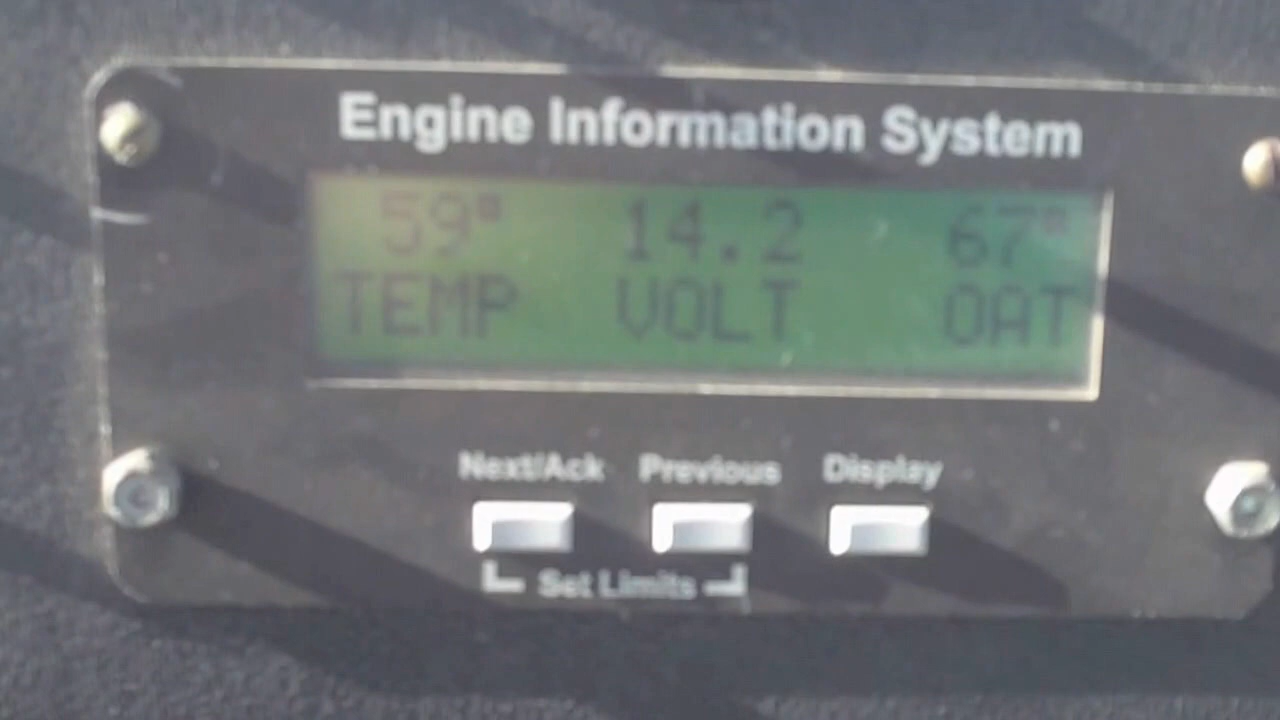 Engine Information System
59° 14.2 67°
TEMP VOLT OAT
Next/Ack Previous Display
Set Limits